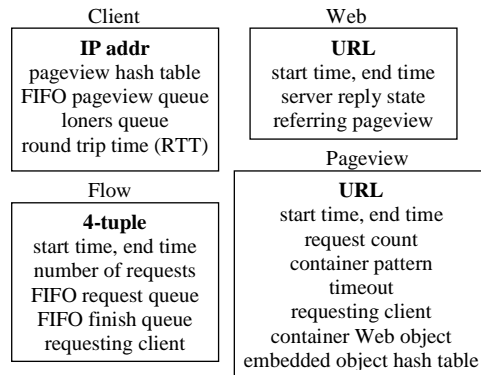 Client
IP addr
pageview hash table
FIFO pageview queue
loners queue
round trip time (RTT)
Web
URL
start time, end time
server reply state
referring pageview
Flow
4-tuple
start time, end time
number of requests
FIFO request queue
FIFO finish queue
requesting client
Pageview
URL
start time, end time
request count
container pattern
timeout
requesting client
container Web object
embedded object hash table